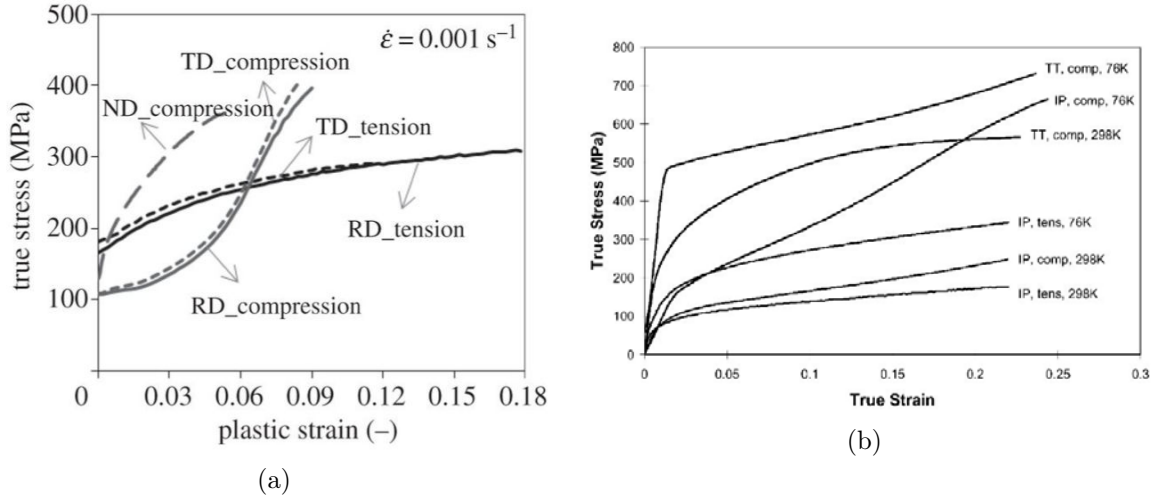 500
400
300
200
100
0
true stress (MPa)
ε̇ = 0.001 s⁻¹
TD_compression
ND_compression
TD_tension
RD_tension
RD_compression
0 0.03 0.06 0.09 0.12 0.15 0.18
plastic strain (–)
(a)
800
700
600
500
400
300
200
100
0
True Stress (MPa)
TT, comp, 76K
IP, comp, 76K
TT, comp, 298K
IP, tens, 76K
IP, comp, 298K
IP, tens, 298K
0 0.05 0.1 0.15 0.2 0.25 0.3
True Strain
(b)